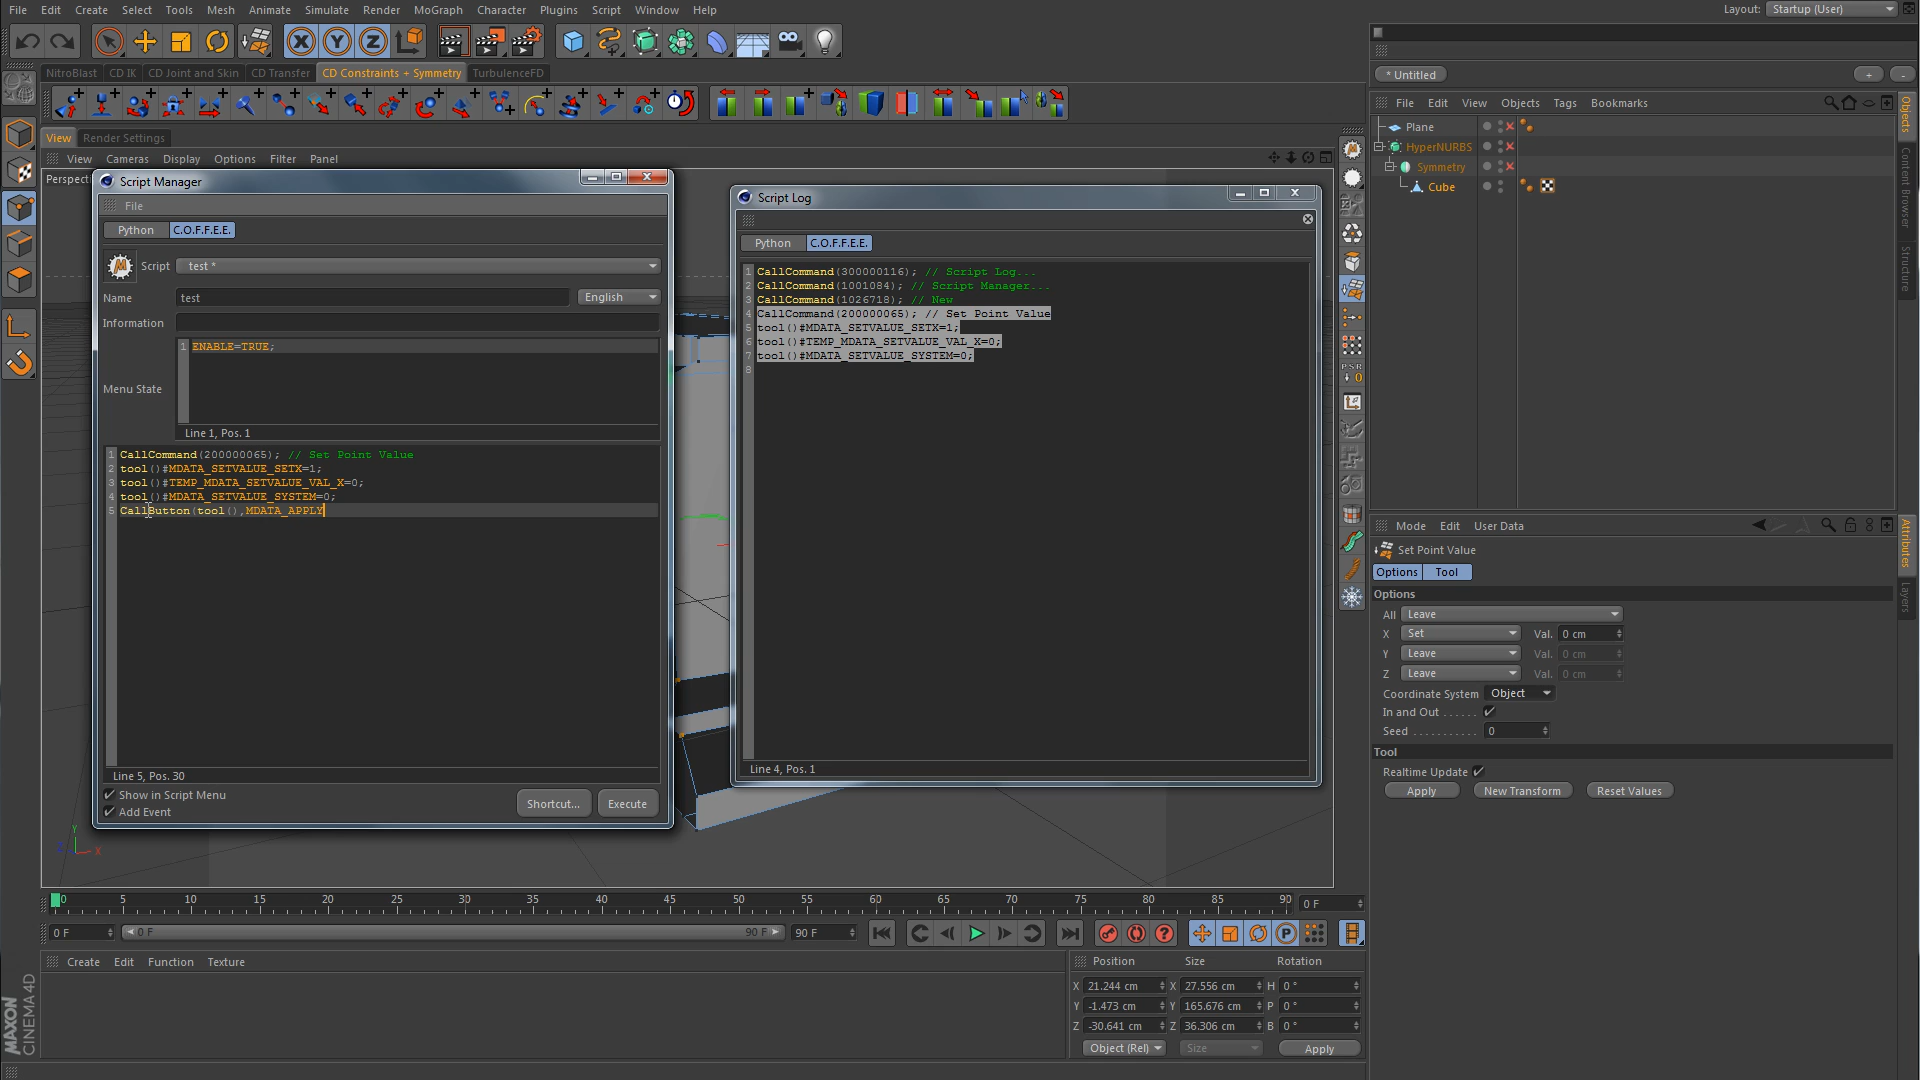 File Edit Create Select Tools Mesh Animate Simulate Render MoGraph Character Plugins Script Window Help
Layout: Startup (User)
NitroBlast CD IK CD Joint and Skin CD Transfer CD Constraints + Symmetry TurbulenceFD
* Untitled
View Render Settings
File Edit View Objects Tags Bookmarks
View Cameras Display Options Filter Panel
Plane
HyperNURBS
Symmetry
Cube
Perspecti
Script Manager
File
Python C.O.F.F.E.E.
Script test *
Name test English
Information
1 ENABLE=TRUE;
Menu State
Line 1, Pos. 1
1 CallCommand(200000065); // Set Point Value
2 tool()#MDATA_SETVALUE_SETX=1;
3 tool()#TEMP_MDATA_SETVALUE_VAL_X=0;
4 tool()#MDATA_SETVALUE_SYSTEM=0;
5 CallButton(tool(),MDATA_APPLY
Line 5, Pos. 30
Show in Script Menu
Add Event
Shortcut... Execute
Script Log
Python C.O.F.F.E.E.
1 CallCommand(300000116); // Script Log...
2 CallCommand(1001084); // Script Manager...
3 CallCommand(1026718); // New
4 CallCommand(200000065); // Set Point Value
5 tool()#MDATA_SETVALUE_SETX=1;
6 tool()#TEMP_MDATA_SETVALUE_VAL_X=0;
7 tool()#MDATA_SETVALUE_SYSTEM=0;
8
Line 4, Pos. 1
PSR
0
Objects
Content Browser
Structure
Attributes
Layers
Mode Edit User Data
Set Point Value
Options Tool
Options
All Leave
X Set Val. 0 cm
Y Leave Val. 0 cm
Z Leave Val. 0 cm
Coordinate System Object
In and Out
Seed 0
Tool
Realtime Update
Apply New Transform Reset Values
Y
X
0 5 10 15 20 25 30 35 40 45 50 55 60 65 70 75 80 85 90 0 F
0 F 0 F 90 F 90 F
Create Edit Function Texture
Position Size Rotation
X 21.244 cm X 27.556 cm H 0 °
Y -1.473 cm Y 165.676 cm P 0 °
Z -30.641 cm Z 36.306 cm B 0 °
Object (Rel) Size Apply
MAXON
CINEMA 4D